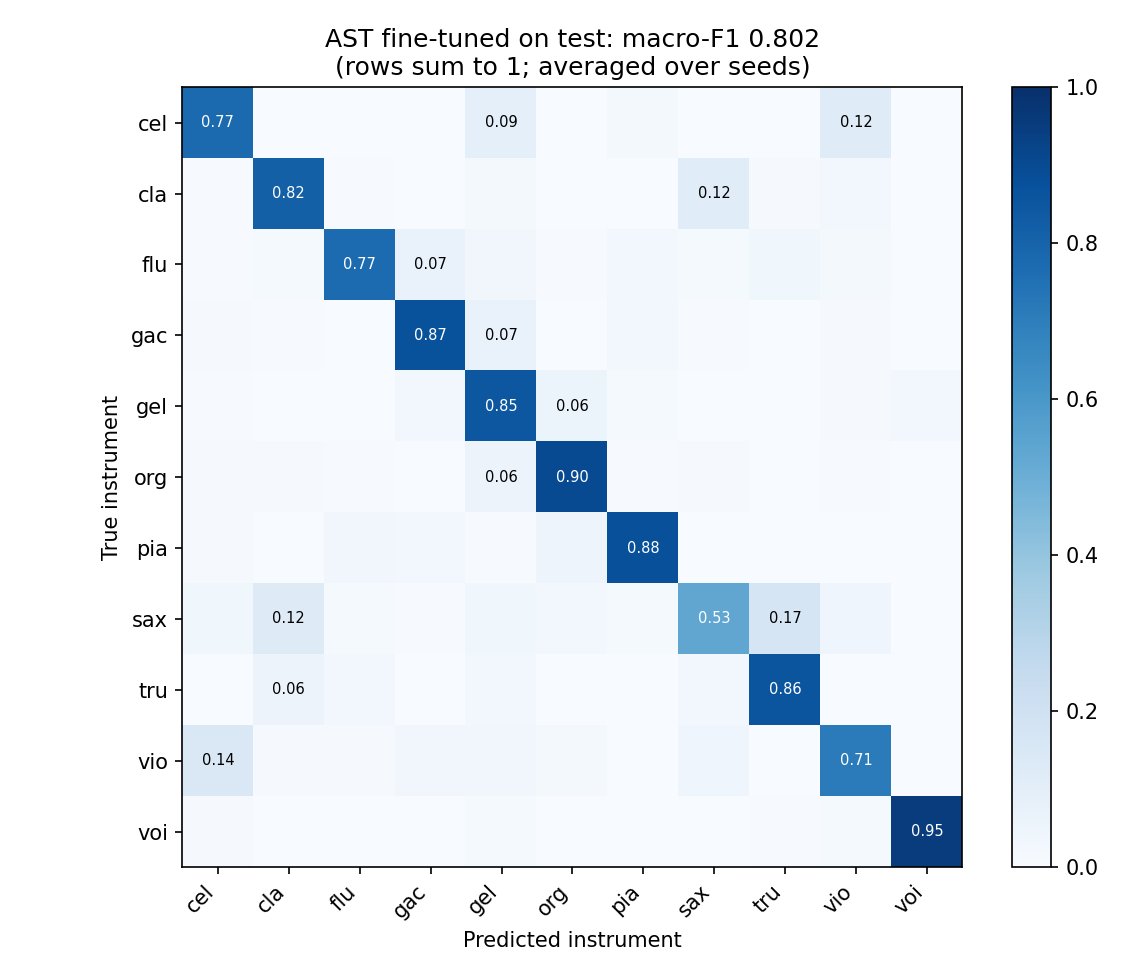 AST fine-tuned on test: macro-F1 0.802
(rows sum to 1; averaged over seeds)
1.0
cel 0.77 0.09 0.12
cla 0.82 0.12
0.8
flu 0.77 0.07
gac 0.87 0.07
0.6
gel 0.85 0.06
True instrument
org 0.06 0.90
pia 0.88
0.4
sax 0.12 0.53 0.17
tru 0.06 0.86
0.2
vio 0.14 0.71
voi 0.95
0.0
cel cla flu gac gel org pia sax tru vio voi
Predicted instrument